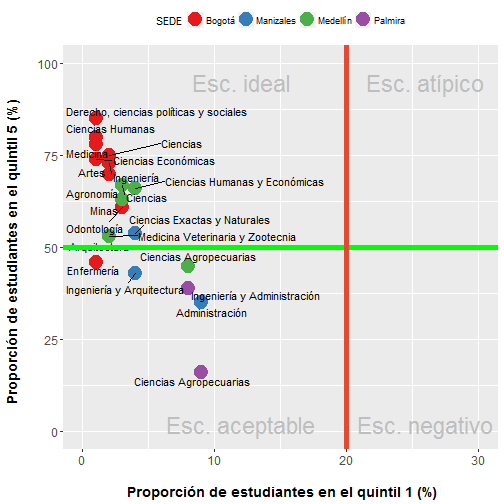 SEDE Bogotá Manizales Medellín Palmira
Proporción de estudiantes en el quintil 5 (%)
100
75
50
25
0
Esc. ideal
Esc. atípico
Derecho, ciencias políticas y sociales
Ciencias Humanas
Ciencias
Medicina
Ciencias Económicas
Artes
Ingeniería
Ciencias Humanas y Económicas
Agronomía
Ciencias
Minas
Ciencias Exactas y Naturales
Odontología
Medicina Veterinaria y Zootecnia
Arquitectura
Ciencias Agropecuarias
Enfermería
Ingeniería y Arquitectura
Ingeniería y Administración
Administración
Ciencias Agropecuarias
Esc. aceptable
Esc. negativo
0
10
20
30
Proporción de estudiantes en el quintil 1 (%)